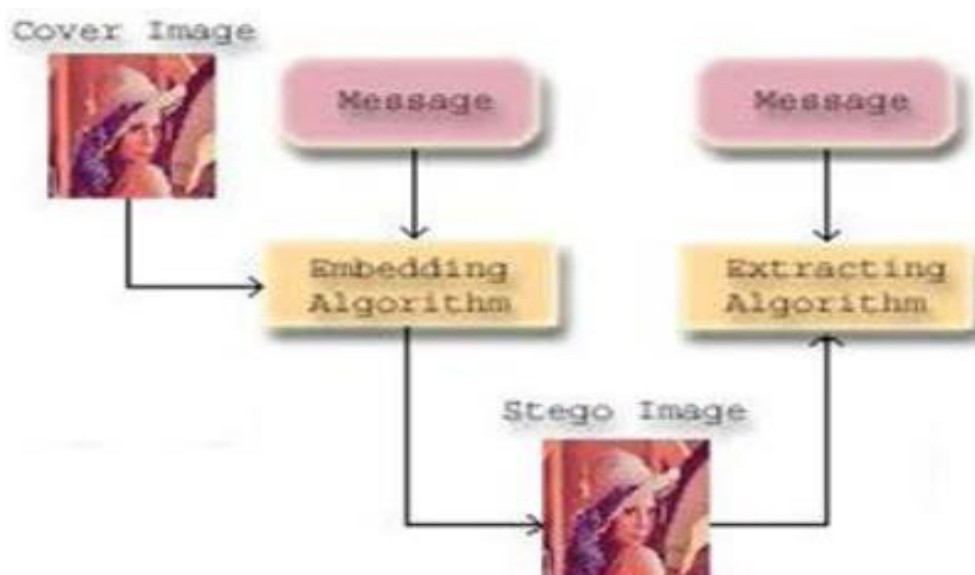 Cover Image
Message
Message
Embedding
Algorithm
Extracting
Algorithm
Stego Image